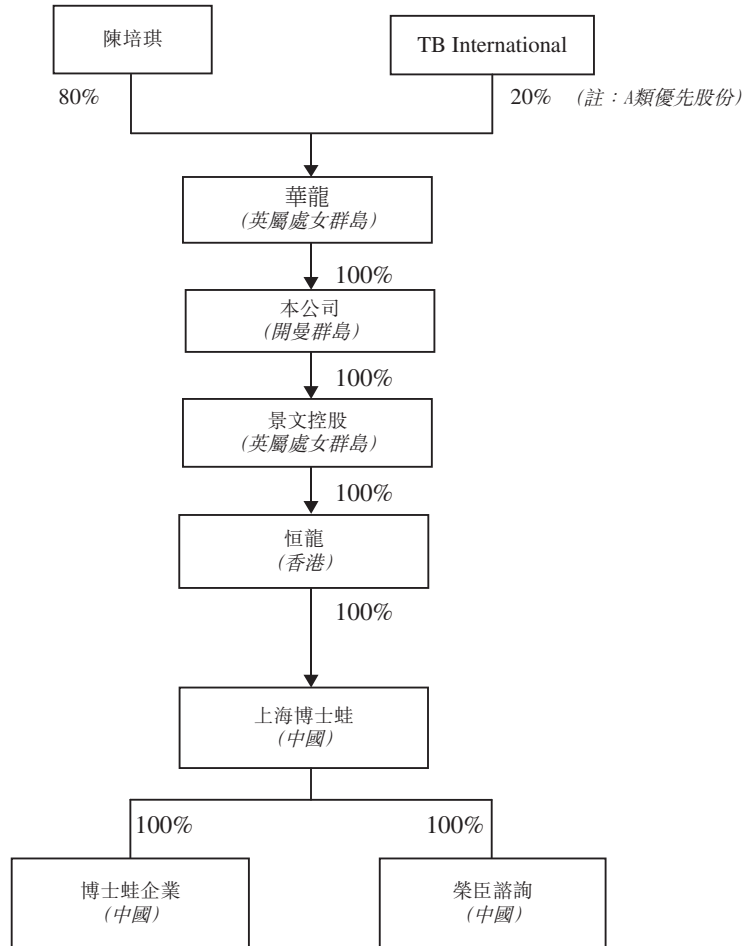 陳培琪
TB International
80%
20% (註：A類優先股份)
華龍
(英屬處女群島)
100%
本公司
(開曼群島)
100%
景文控股
(英屬處女群島)
100%
恒龍
(香港)
100%
上海博士蛙
(中國)
100%
100%
博士蛙企業
(中國)
榮臣諮詢
(中國)